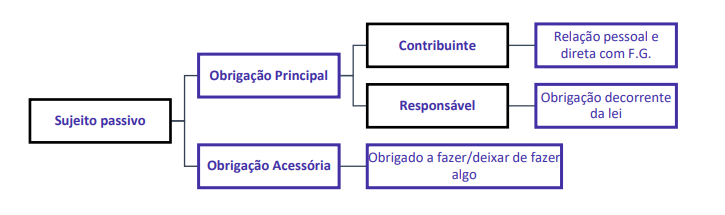 Sujeito passivo
Obrigação Principal
Contribuinte
Relação pessoal e
direta com F.G.
Responsável
Obrigação decorrente
da lei
Obrigação Acessória
Obrigado a fazer/deixar de fazer
algo